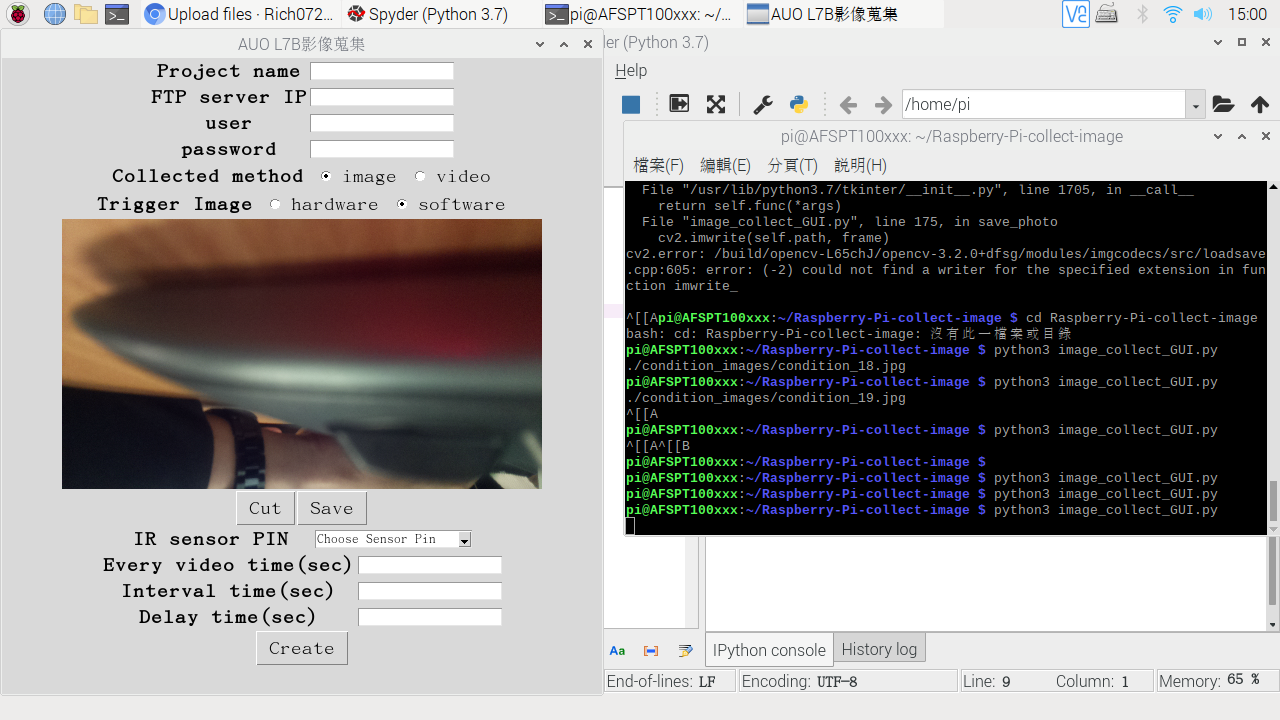 Upload files · Rich072...
Spyder (Python 3.7)
pi@AFSPT100xxx: ~/...
AUO L7B影像蒐集
15:00
AUO L7B影像蒐集
Project name
FTP server IP
user
password
Collected method image video
Trigger Image hardware software
Cut Save
IR sensor PIN Choose Sensor Pin
Every video time(sec)
Interval time(sec)
Delay time(sec)
Create
der (Python 3.7)
Help
/home/pi
pi@AFSPT100xxx: ~/Raspberry-Pi-collect-image
檔案(F) 編輯(E) 分頁(T) 說明(H)
File "/usr/lib/python3.7/tkinter/__init__.py", line 1705, in __call__
return self.func(*args)
File "image_collect_GUI.py", line 175, in save_photo
cv2.imwrite(self.path, frame)
cv2.error: /build/opencv-L65chJ/opencv-3.2.0+dfsg/modules/imgcodecs/src/loadsave
.cpp:605: error: (-2) could not find a writer for the specified extension in fun
ction imwrite_
^[[Api@AFSPT100xxx:~/Raspberry-Pi-collect-image $ cd Raspberry-Pi-collect-image
bash: cd: Raspberry-Pi-collect-image: 沒有此一檔案或目錄
pi@AFSPT100xxx:~/Raspberry-Pi-collect-image $ python3 image_collect_GUI.py
./condition_images/condition_18.jpg
pi@AFSPT100xxx:~/Raspberry-Pi-collect-image $ python3 image_collect_GUI.py
./condition_images/condition_19.jpg
^[[A
pi@AFSPT100xxx:~/Raspberry-Pi-collect-image $ python3 image_collect_GUI.py
^[[A^[[B
pi@AFSPT100xxx:~/Raspberry-Pi-collect-image $
pi@AFSPT100xxx:~/Raspberry-Pi-collect-image $ python3 image_collect_GUI.py
pi@AFSPT100xxx:~/Raspberry-Pi-collect-image $ python3 image_collect_GUI.py
pi@AFSPT100xxx:~/Raspberry-Pi-collect-image $ python3 image_collect_GUI.py
Aa
IPython console History log
End-of-lines: LF Encoding: UTF-8 Line: 9 Column: 1 Memory: 65 %